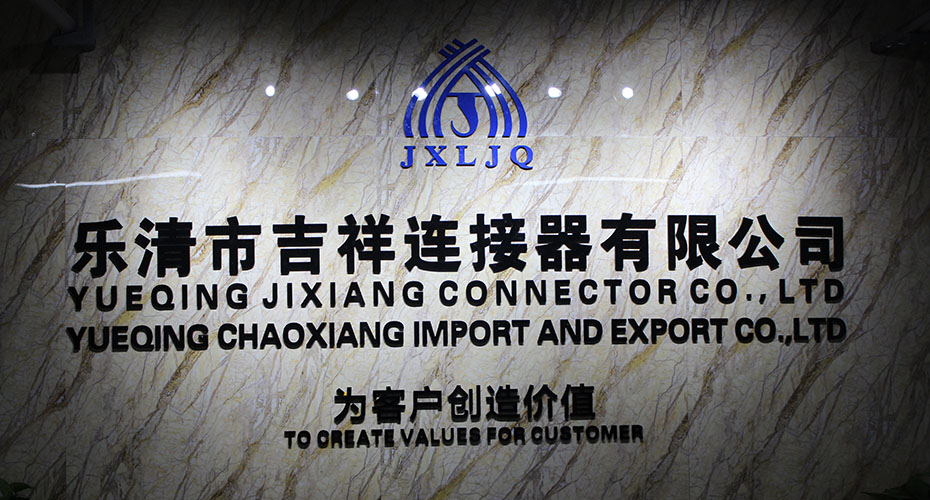 J
JXLJQ
乐清市吉祥连接器有限公司
YUEQING JIXIANG CONNECTOR CO., LTD
YUEQING CHAOXIANG IMPORT AND EXPORT CO.,LTD
为客户创造价值
TO CREATE VALUES FOR CUSTOMER